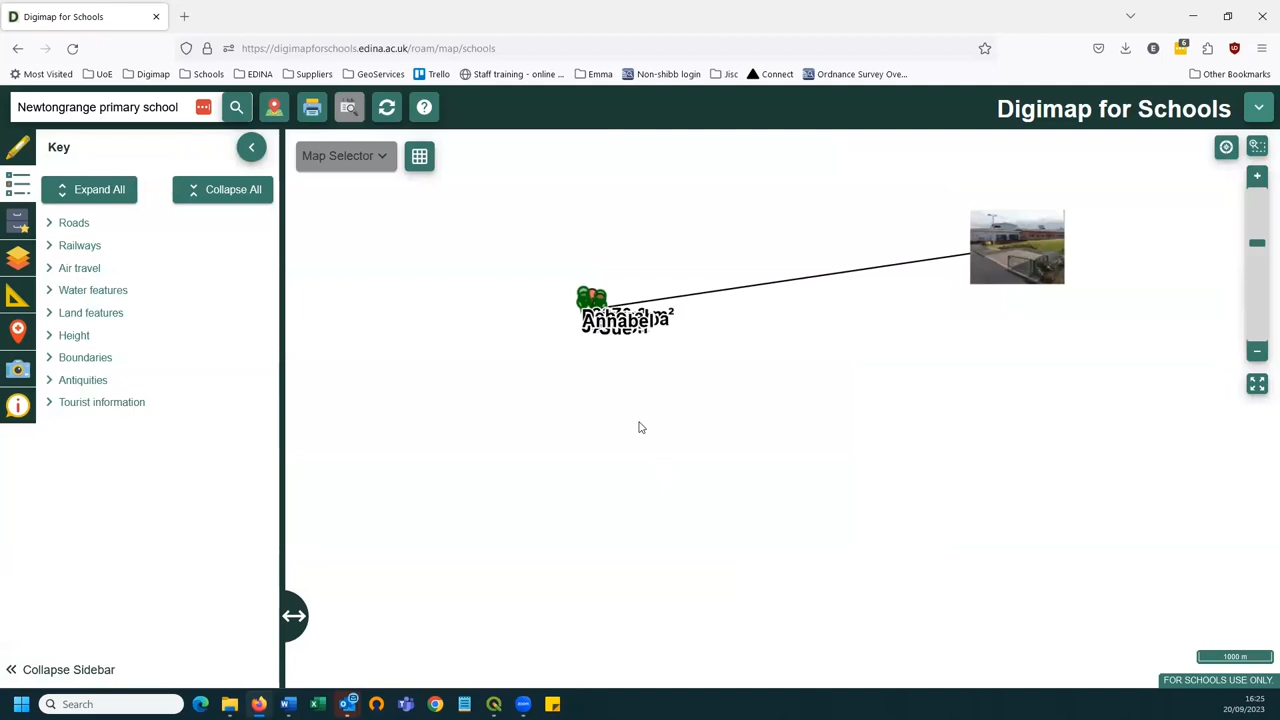 Digimap for Schools
https://digimapforschools.edina.ac.uk/roam/map/schools
6
Most Visited UoE Digimap Schools EDINA Suppliers GeoServices Trello Staff training - online ... Emma Non-shibb login Jisc Connect Ordnance Survey Ove... Other Bookmarks
Newtongrange primary school
Digimap for Schools
Key
Map Selector
Expand All Collapse All
Roads
Railways
Air travel
Water features
Land features
Height
Boundaries
Antiquities
Tourist information
Annabel
Collapse Sidebar
1000 m
FOR SCHOOLS USE ONLY.
Search
16:25
20/09/2023